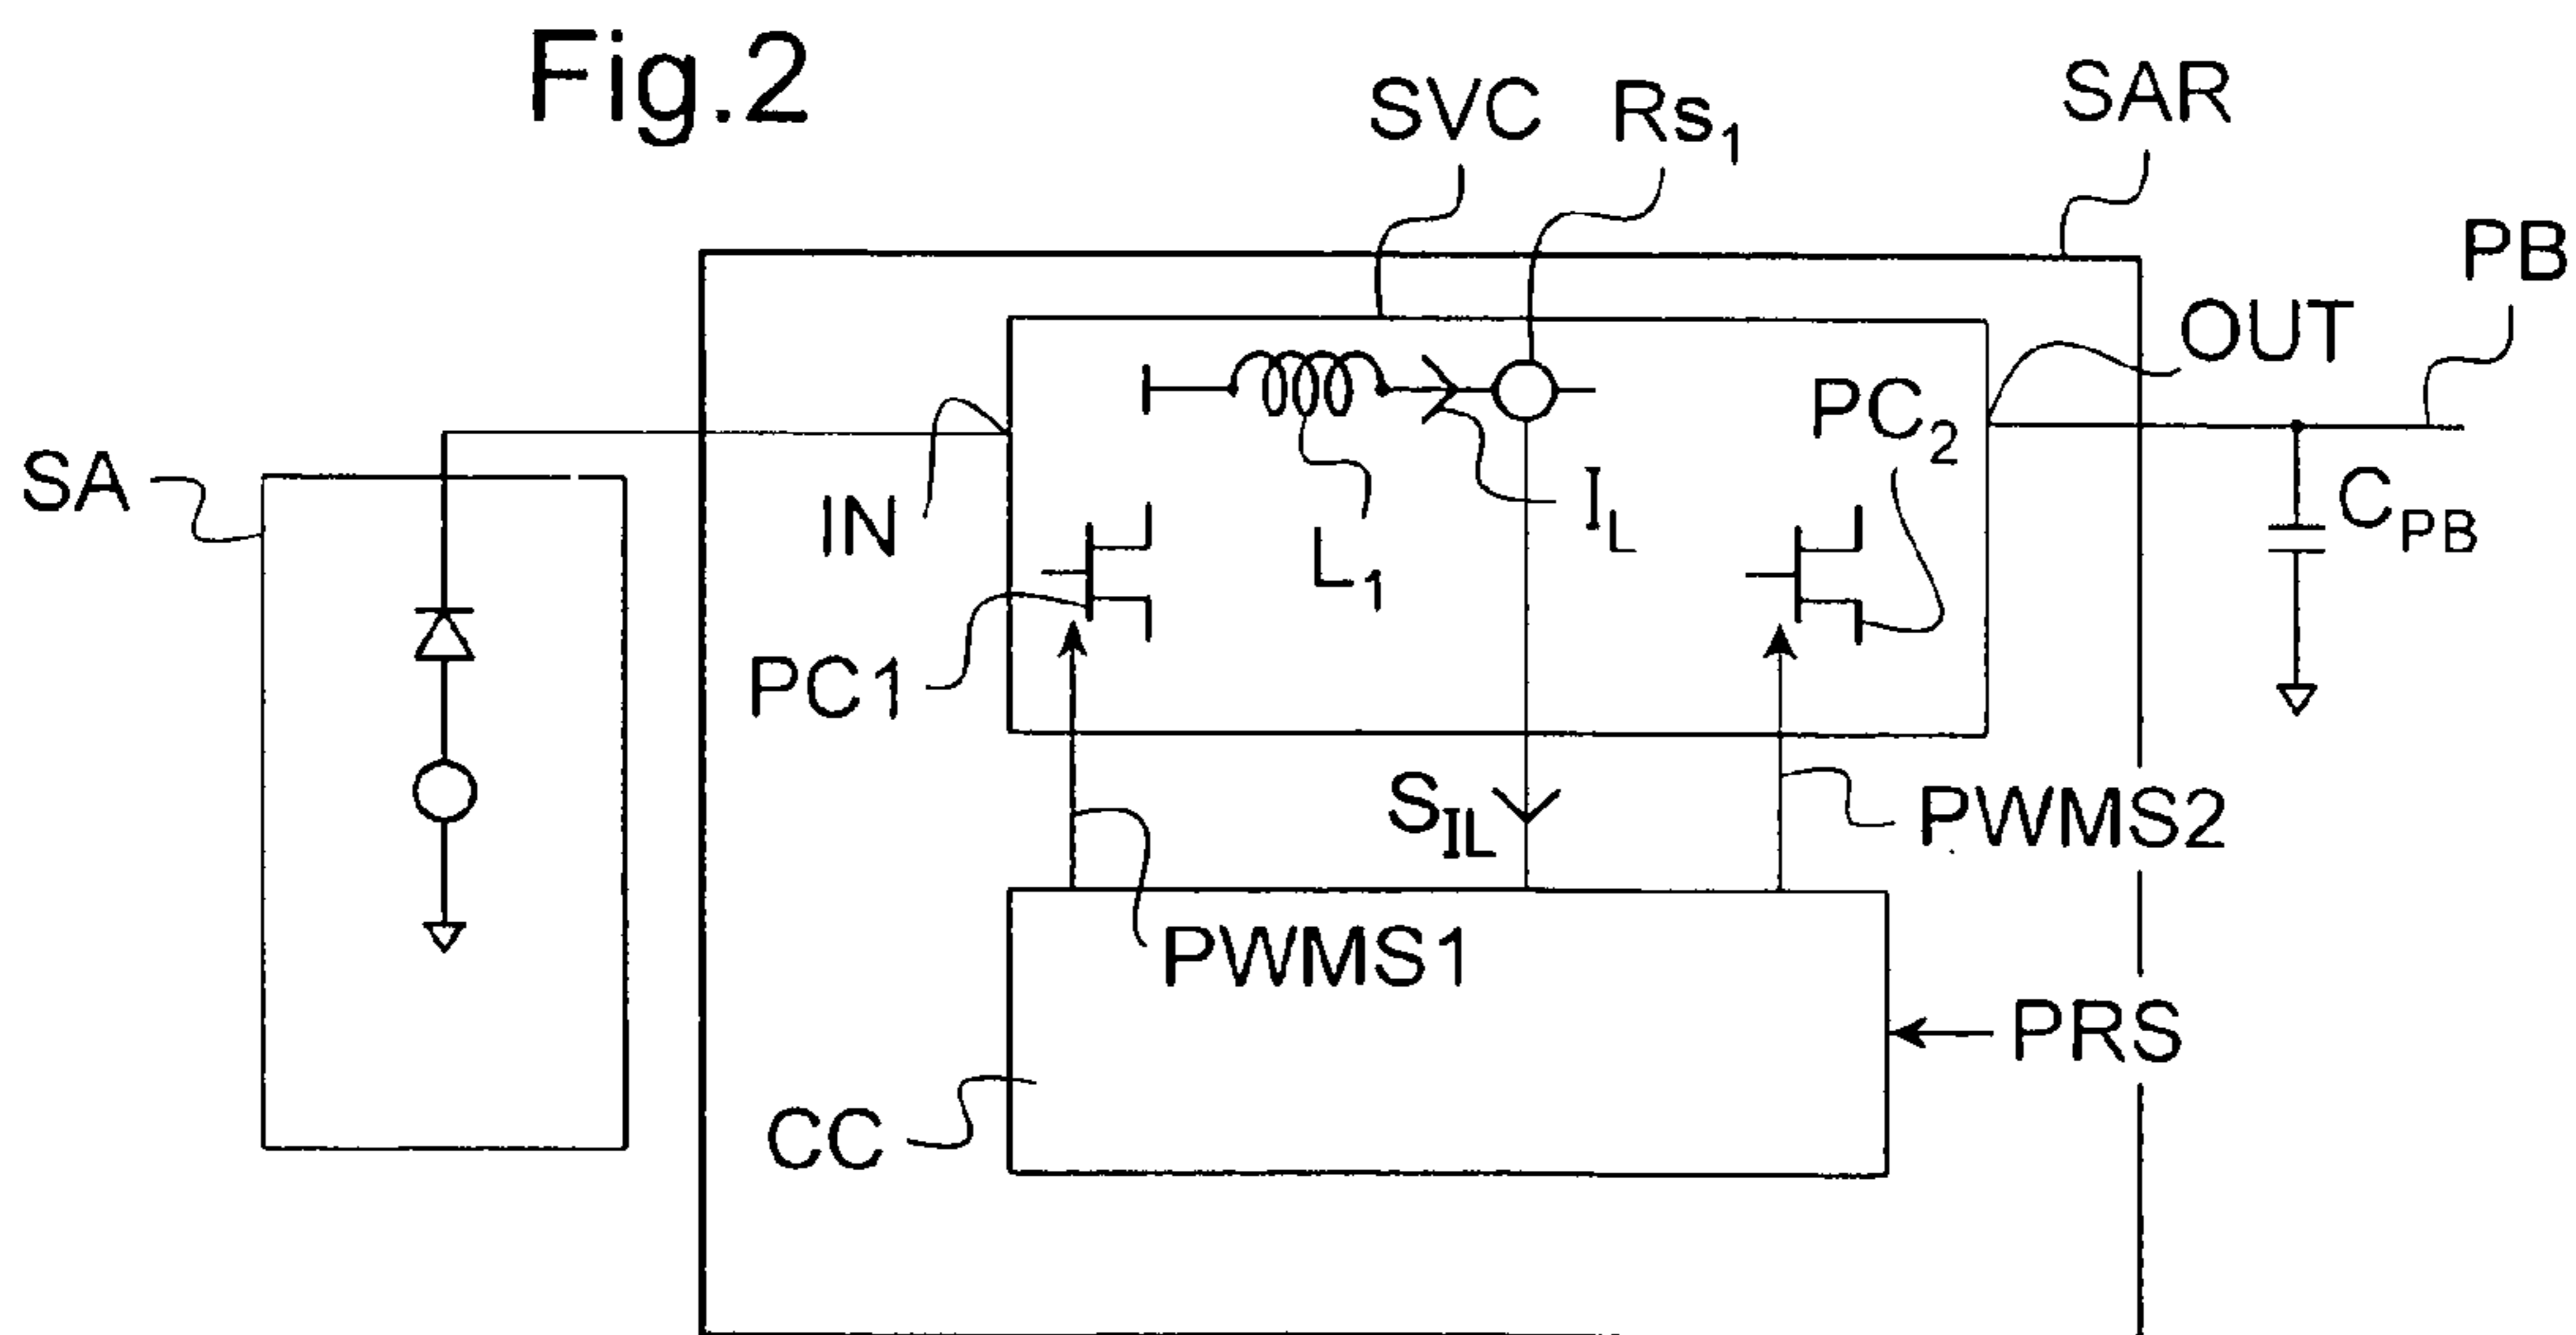 Fig.2
SVC
Rs1
SAR
PB
OUT
SA
IN
L1
IL
PC2
CPB
PC1
SIL
PWMS2
PWMS1
PRS
CC